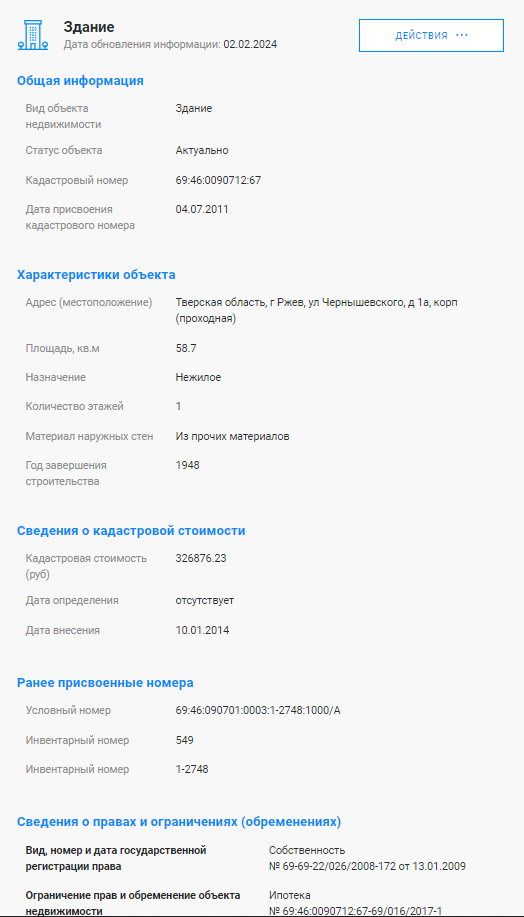 Здание
Дата обновления информации: 02.02.2024
ДЕЙСТВИЯ ···
Общая информация
Вид объекта недвижимости Здание
Статус объекта Актуально
Кадастровый номер 69:46:0090712:67
Дата присвоения кадастрового номера 04.07.2011
Характеристики объекта
Адрес (местоположение) Тверская область, г Ржев, ул Чернышевского, д 1а, корп (проходная)
Площадь, кв.м 58.7
Назначение Нежилое
Количество этажей 1
Материал наружных стен Из прочих материалов
Год завершения строительства 1948
Сведения о кадастровой стоимости
Кадастровая стоимость (руб) 326876.23
Дата определения отсутствует
Дата внесения 10.01.2014
Ранее присвоенные номера
Условный номер 69:46:090701:0003:1-2748:1000/А
Инвентарный номер 549
Инвентарный номер 1-2748
Сведения о правах и ограничениях (обременениях)
Вид, номер и дата государственной регистрации права Собственность
№ 69-69-22/026/2008-172 от 13.01.2009
Ограничение прав и обременение объекта недвижимости Ипотека
№ 69:46:0090712:67-69/016/2017-1